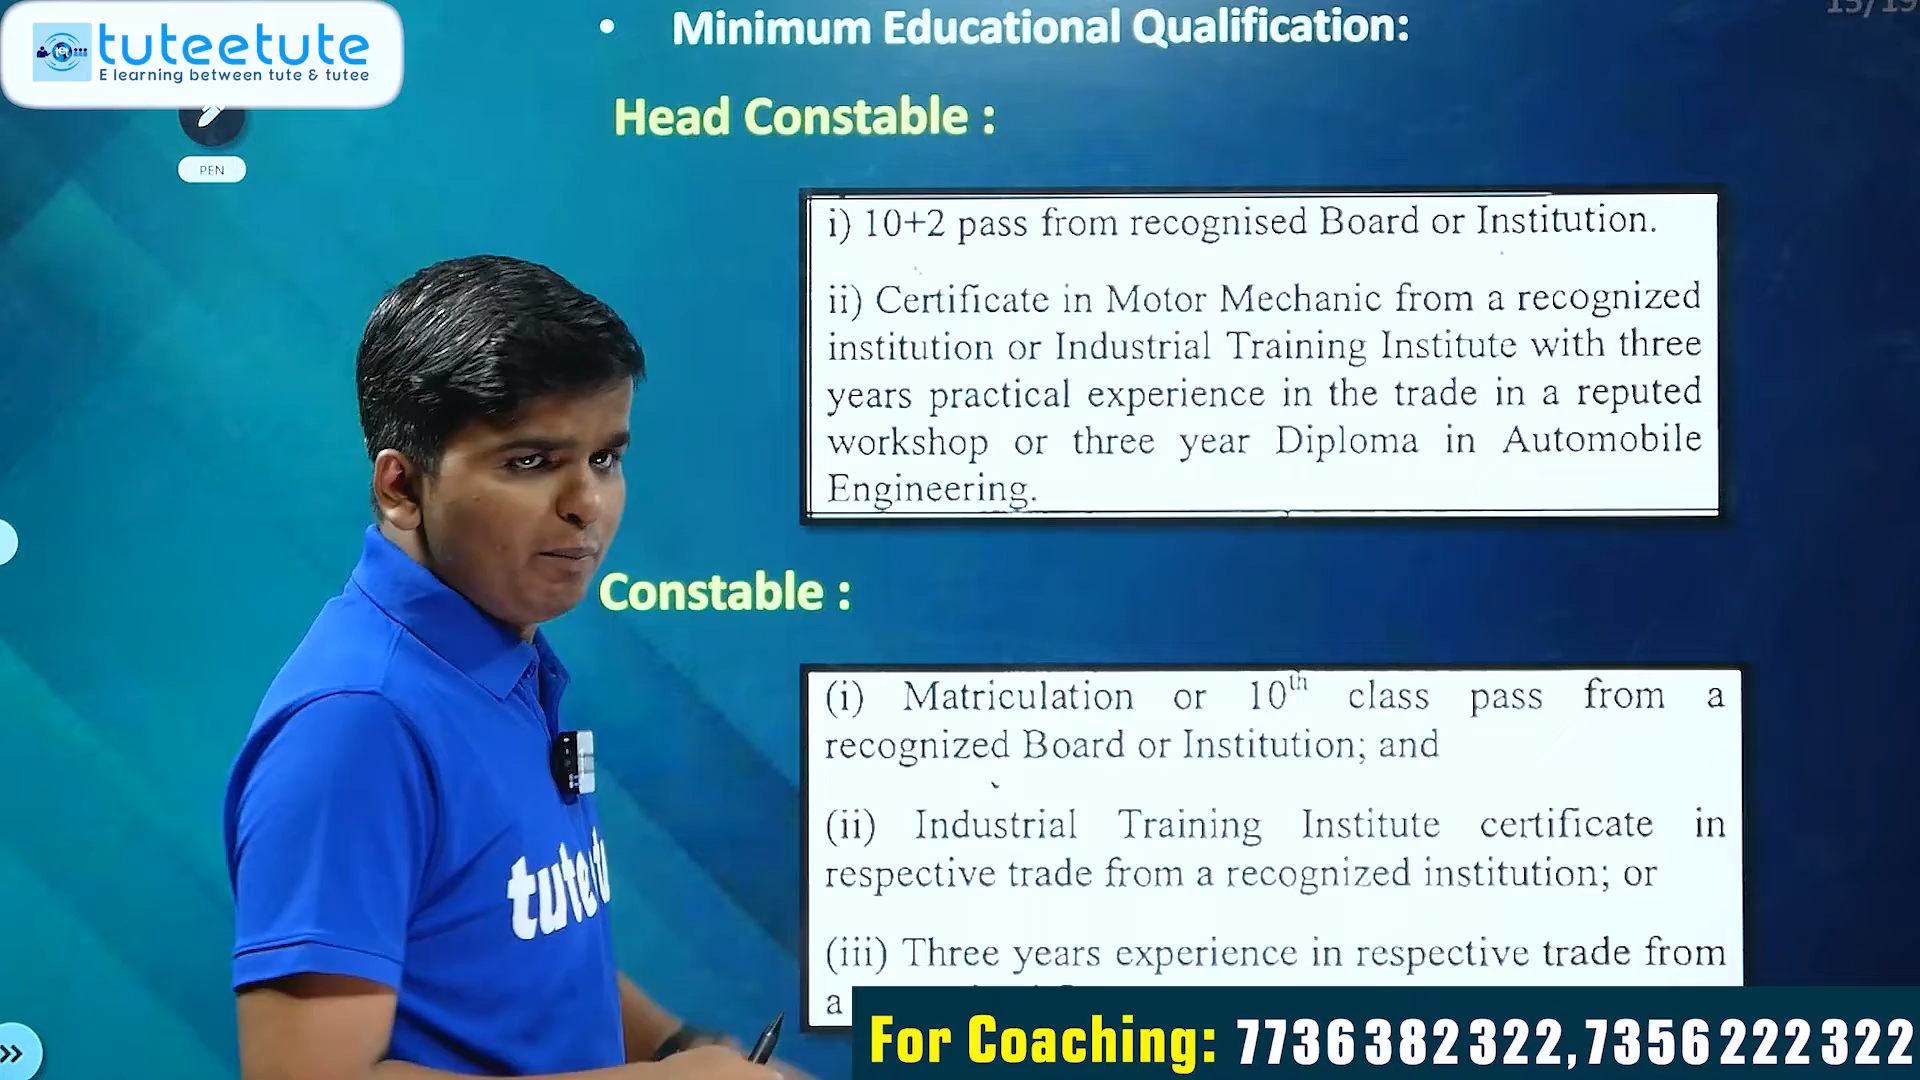 tuteetute
E learning between tute & tutee
PEN
• Minimum Educational Qualification:
Head Constable :
i) 10+2 pass from recognised Board or Institution.
ii) Certificate in Motor Mechanic from a recognized
institution or Industrial Training Institute with three
years practical experience in the trade in a reputed
workshop or three year Diploma in Automobile
Engineering.
Constable :
(i) Matriculation or 10th class pass from a
recognized Board or Institution; and
(ii) Industrial Training Institute certificate in
respective trade from a recognized institution; or
(iii) Three years experience in respective trade from
a
For Coaching: 7736382322,7356222322